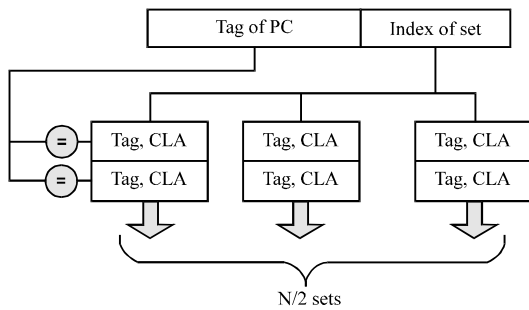 Tag of PC Index of set
= Tag, CLA Tag, CLA Tag, CLA
= Tag, CLA Tag, CLA Tag, CLA
N/2 sets